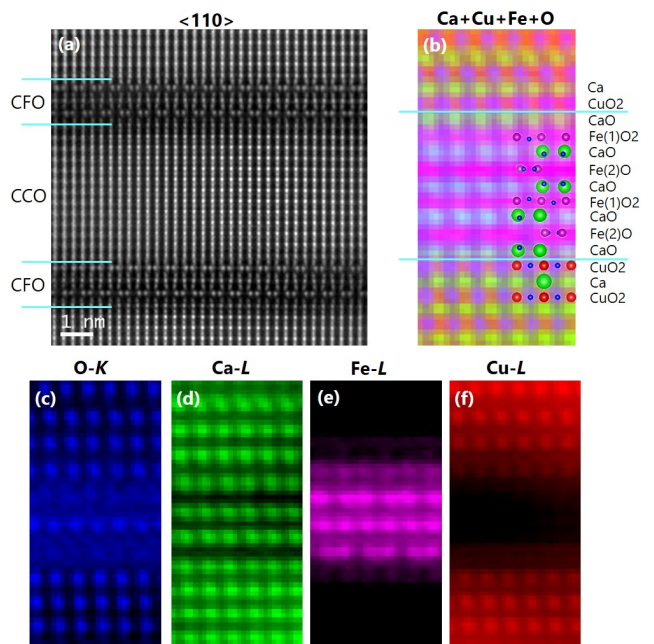 <110>
Ca+Cu+Fe+O
(a)
(b)
CFO
CCO
CFO
1 nm
Ca
CuO2
CaO
Fe(1)O2
CaO
Fe(2)O
CaO
Fe(1)O2
CaO
Fe(2)O
CaO
CuO2
Ca
CuO2
O-K
Ca-L
Fe-L
Cu-L
(c)
(d)
(e)
(f)